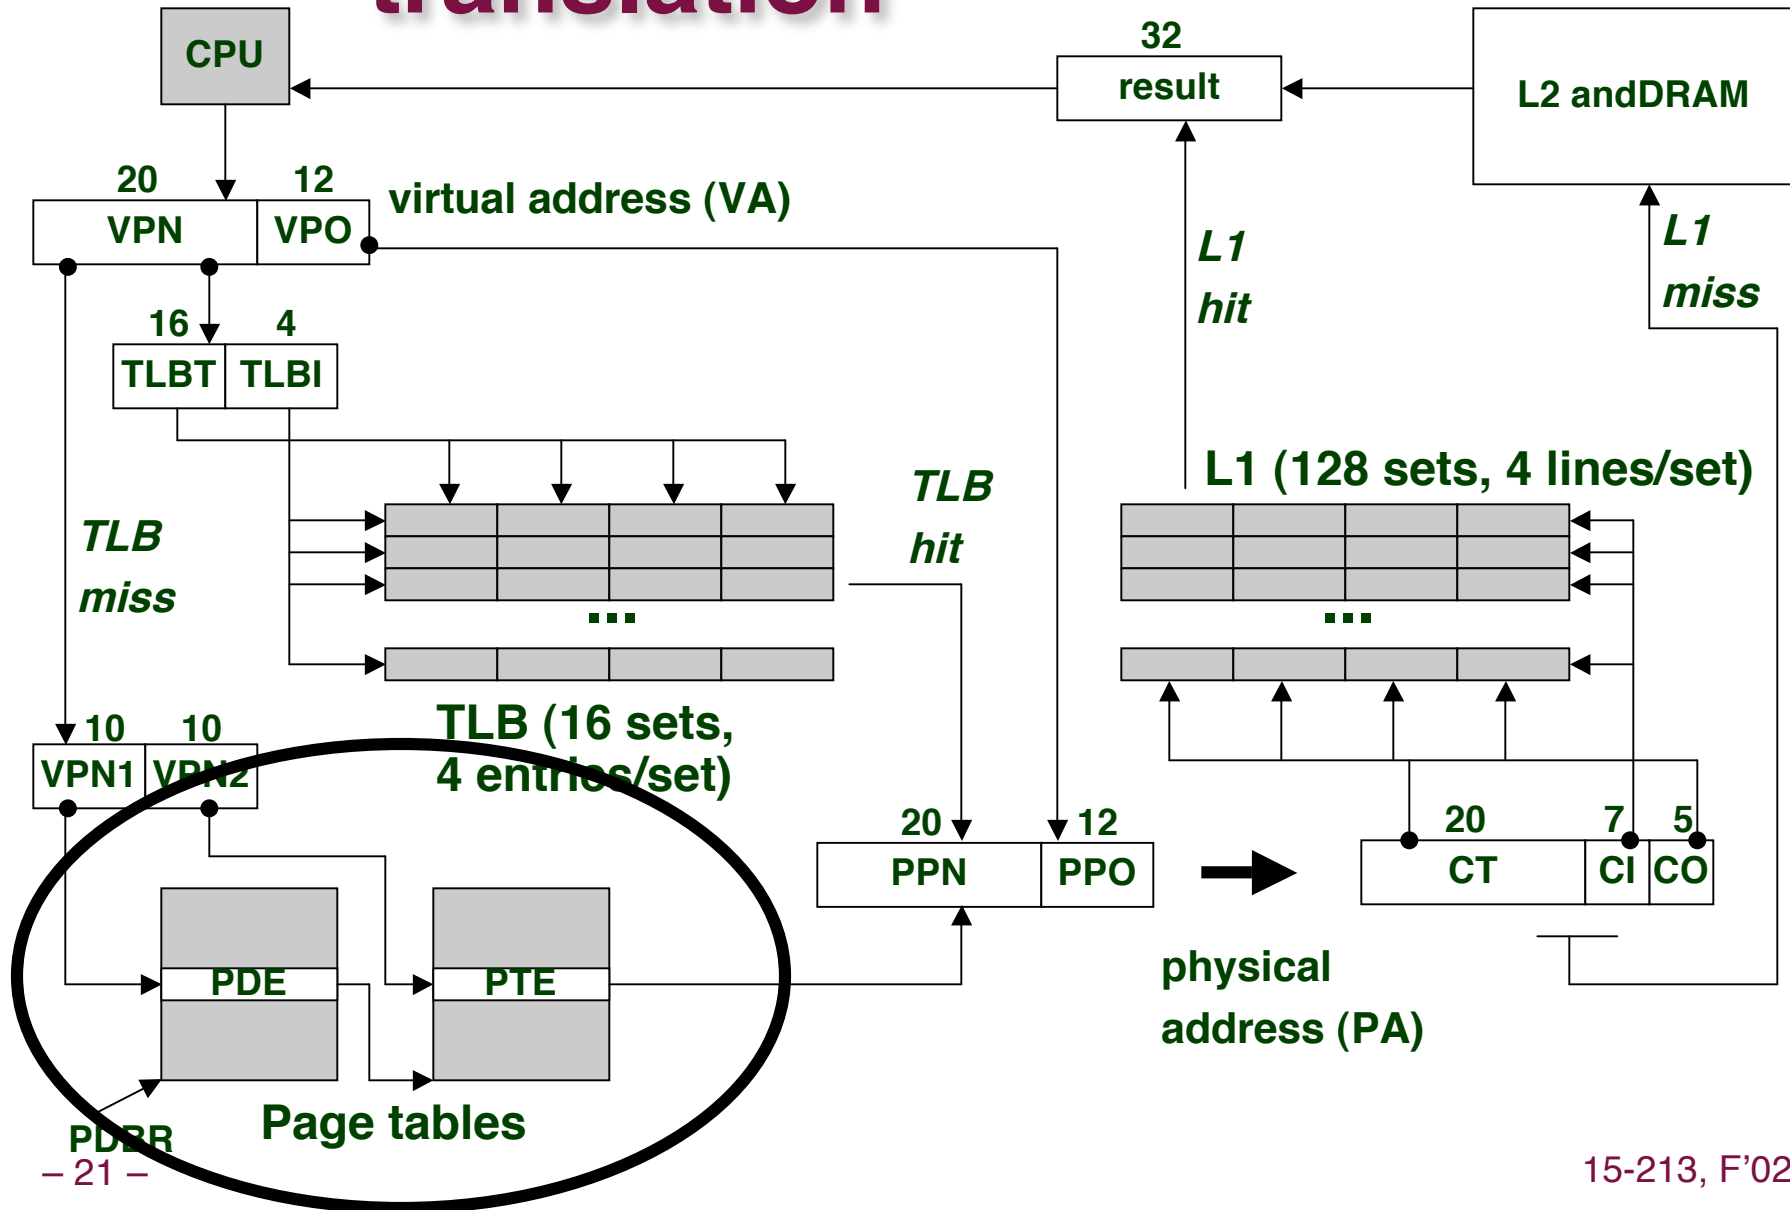 translation
CPU
32
result
L2 andDRAM
20
12
virtual address (VA)
VPN
VPO
L1
hit
L1
miss
16
4
TLBT
TLBI
L1 (128 sets, 4 lines/set)
TLB
hit
TLB
miss
...
...
TLB (16 sets,
4 entries/set)
10
10
VPN1
VPN2
20
12
PPN
PPO
20
7
5
CT
CI
CO
PDE
PTE
physical
address (PA)
Page tables
PDBR
– 21 –
15-213, F’02